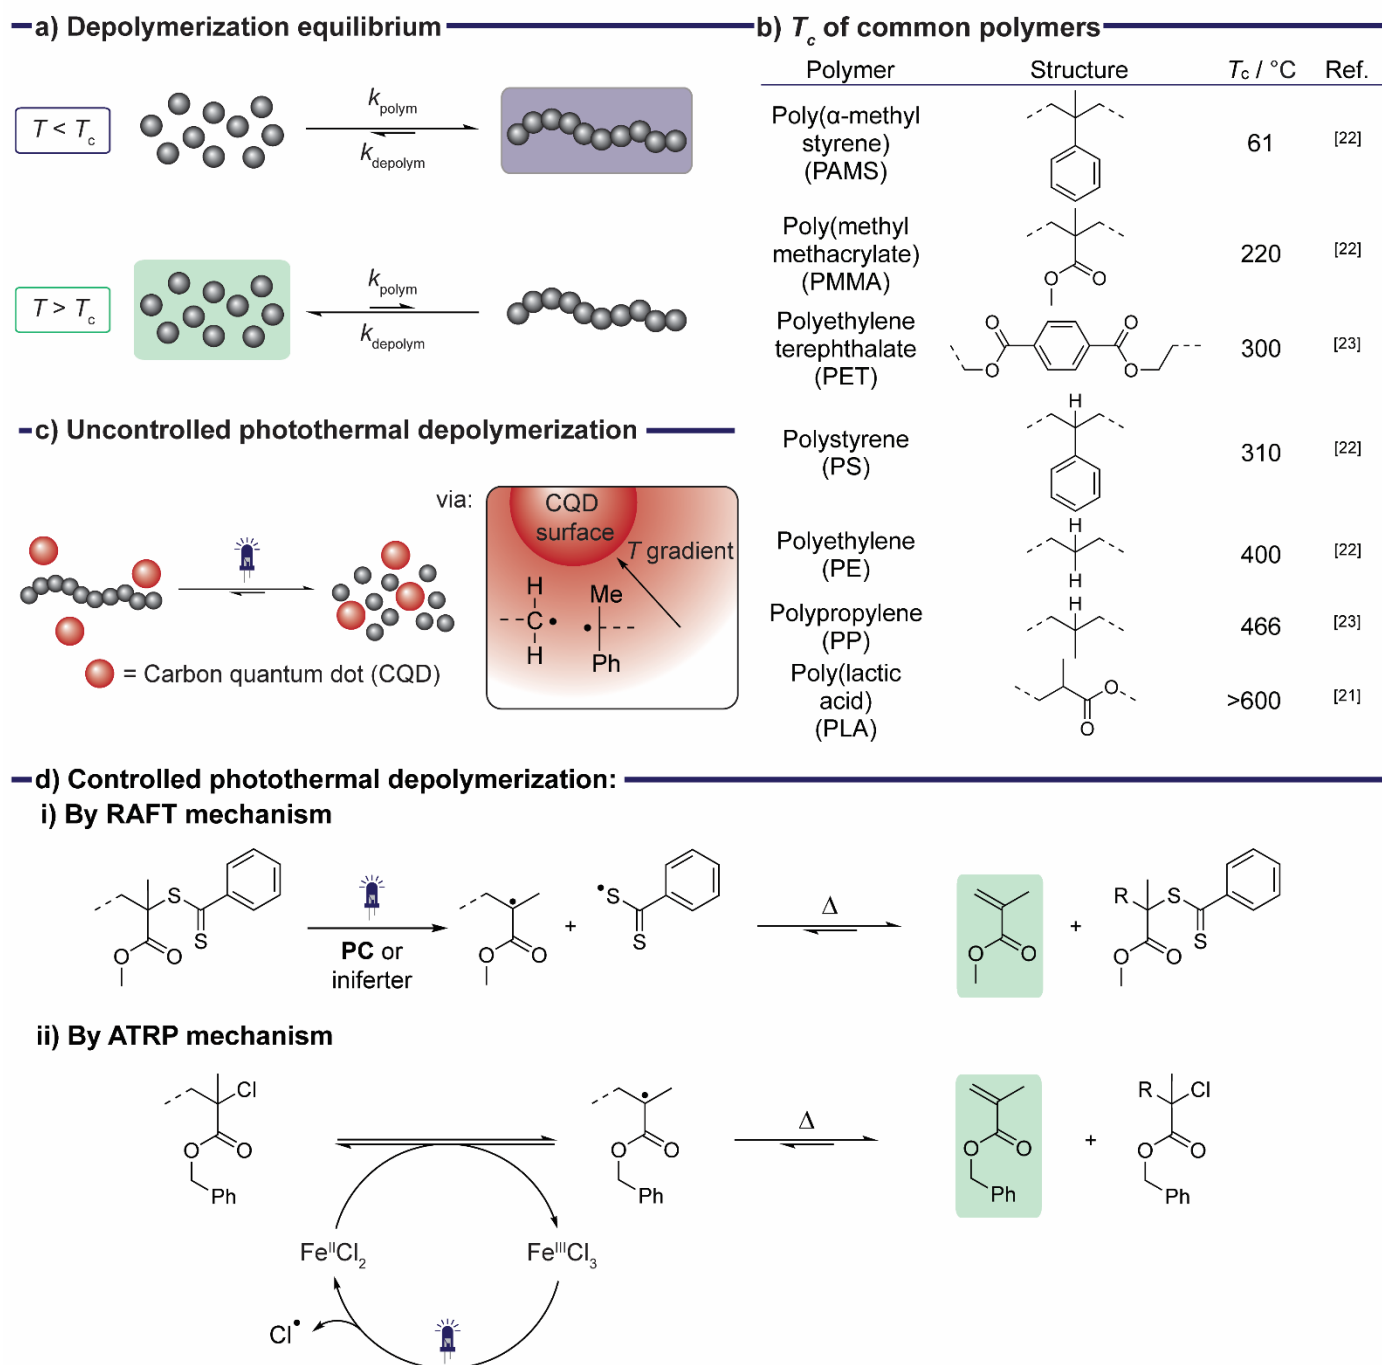 a) Depolymerization equilibrium
T < Tc
kpolym
kdepolym
T > Tc
kpolym
kdepolym
b) Tc of common polymers
Polymer Structure Tc / °C Ref.
Poly(α-methyl
styrene)
(PAMS)
61 [22]
Poly(methyl
methacrylate)
(PMMA)
O
O
220 [22]
Polyethylene
terephthalate
(PET)
O
O
O
O
300 [23]
Polystyrene
(PS)
H
310 [22]
Polyethylene
(PE)
H
H
400 [22]
Polypropylene
(PP)
H
466 [23]
Poly(lactic
acid)
(PLA)
O
O
>600 [21]
c) Uncontrolled photothermal depolymerization
via:
CQD
surface
T gradient
H
C
H
Me
Ph
= Carbon quantum dot (CQD)
d) Controlled photothermal depolymerization:
i) By RAFT mechanism
S
S
O
O
PC or
iniferter
O
O
+
S
S
Δ
O
O
+
R
S
S
O
O
ii) By ATRP mechanism
Cl
O
O
Ph
O
O
Ph
Δ
O
O
Ph
+
R
Cl
O
O
Ph
FeIICl2
FeIIICl3
Cl•